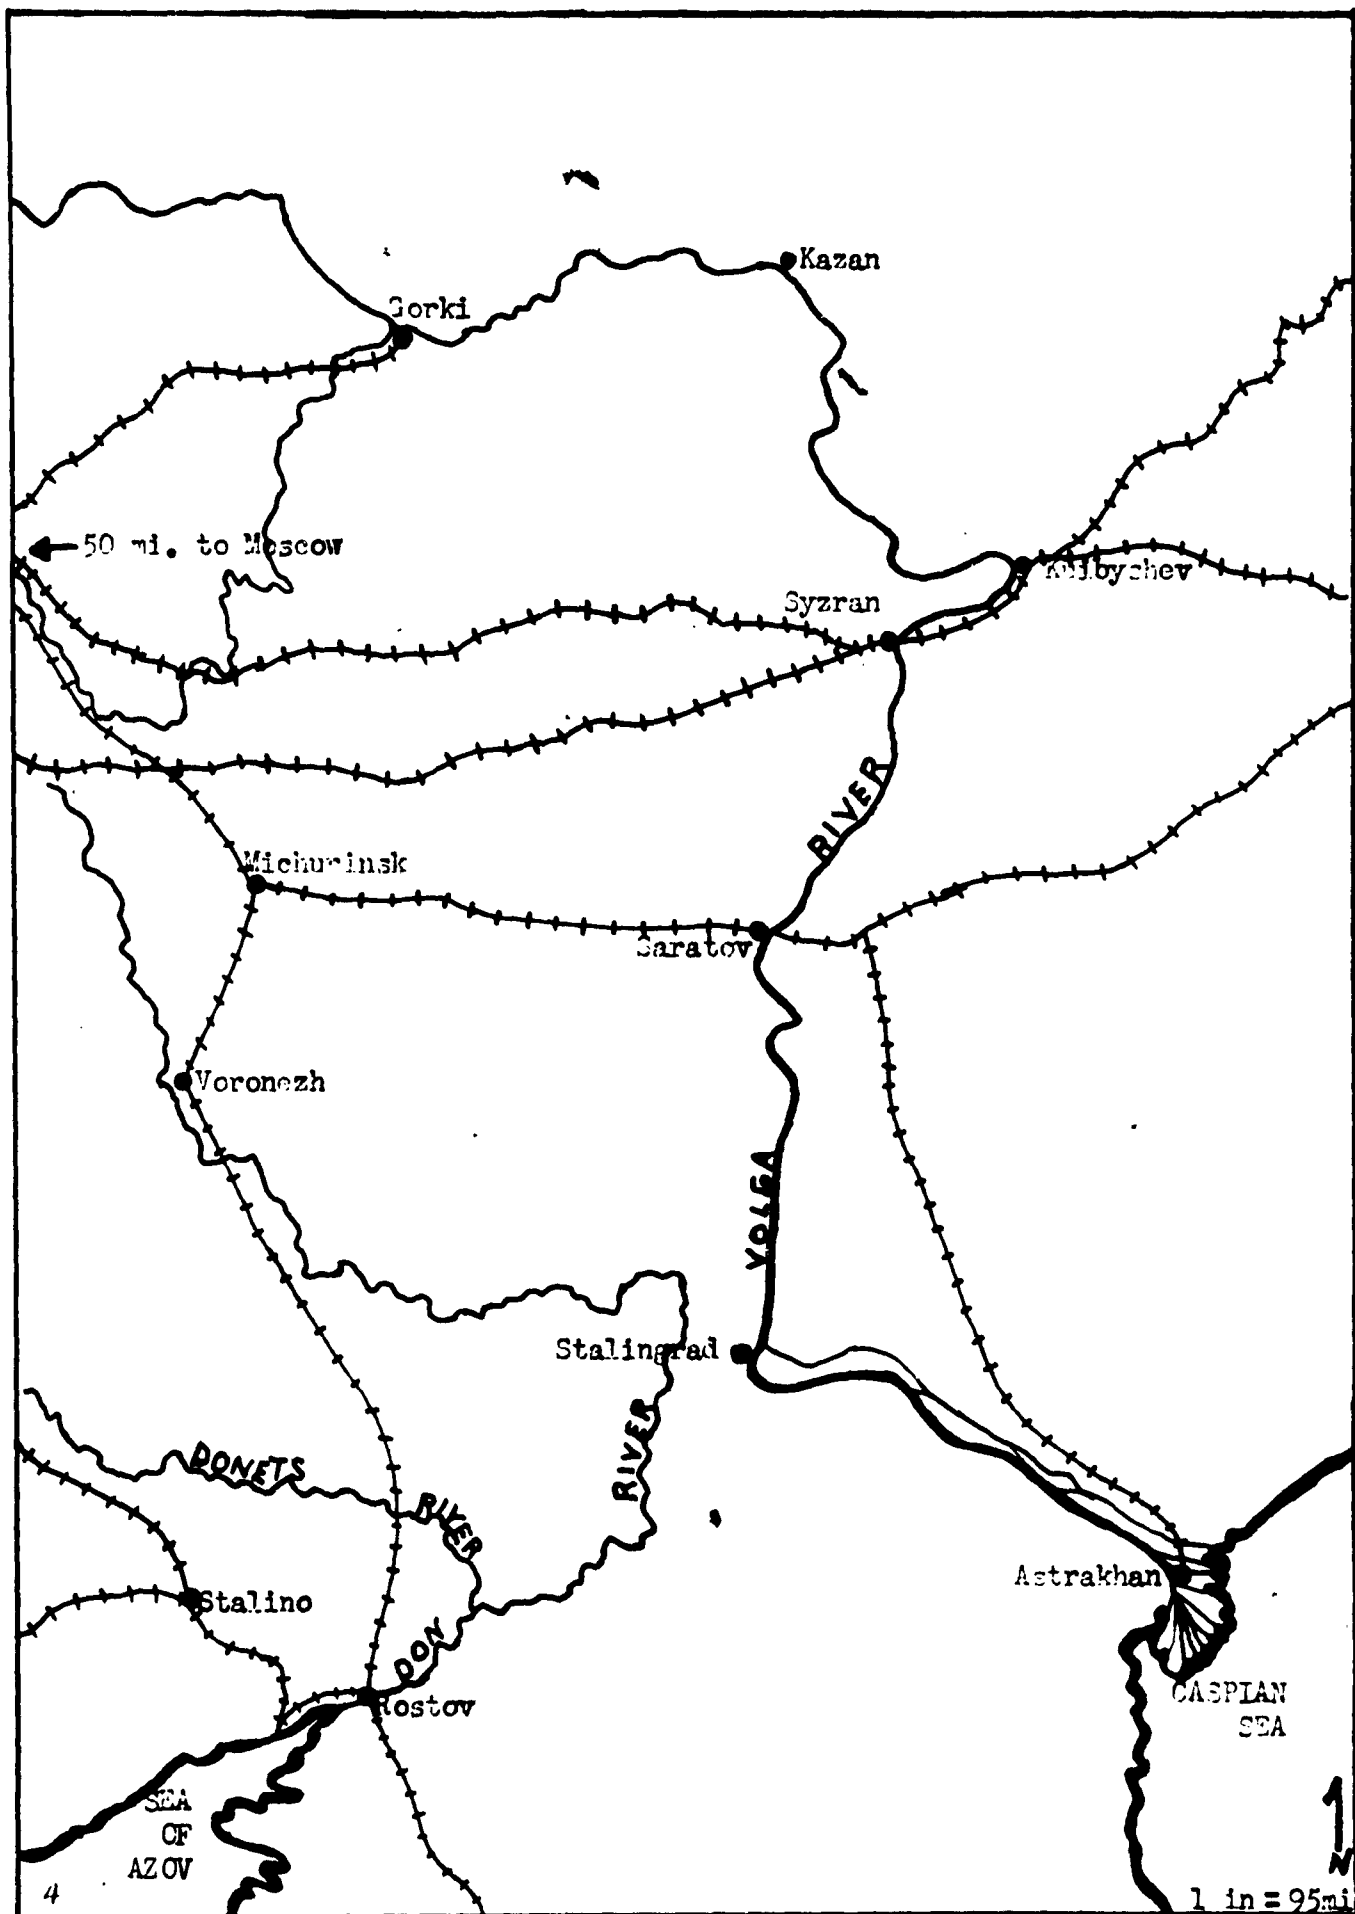 Kazan
Gorki
50 mi. to Moscow
Kuibyshev
Syzran
RIVER
Michurinsk
Saratov
Voronezh
VOLGA
Stalingrad
DONETS
RIVER
RIVER
Astrakhan
Stalino
DON
Rostov
CASPIAN
SEA
SEA
OF
AZOV
N
4
1 in = 95mi